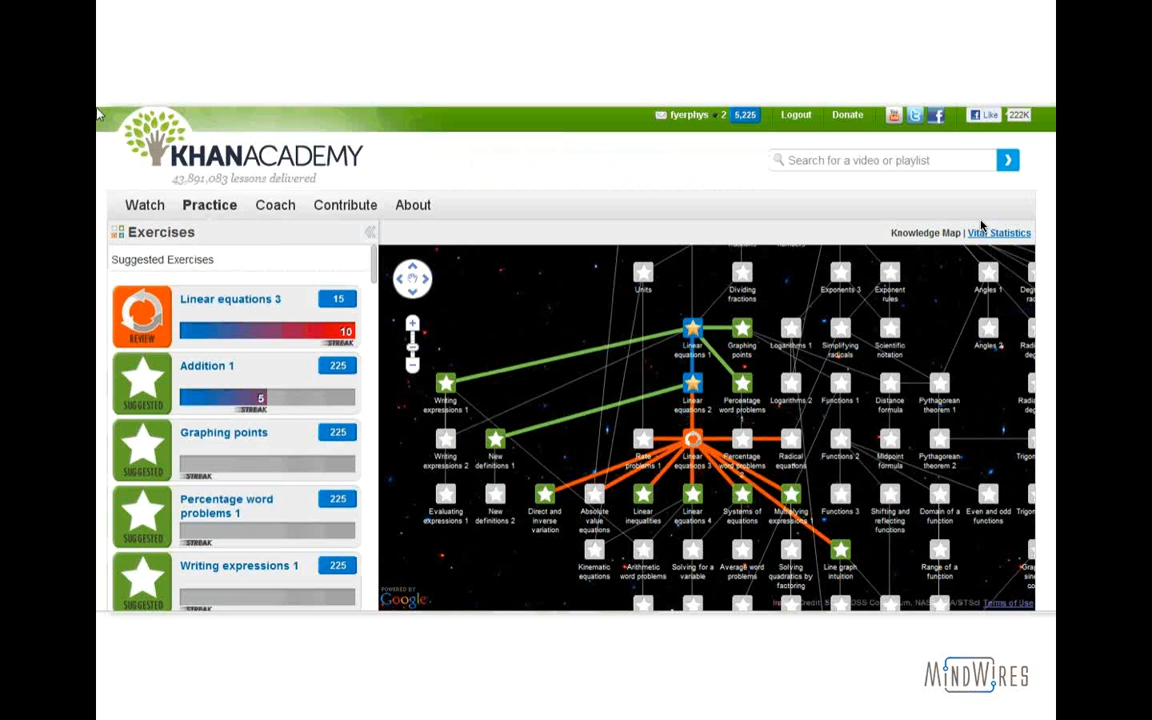 fyerphys 2 5,225 Logout Donate Like 222K
KHANACADEMY
43,891,083 lessons delivered
Search for a video or playlist
Watch Practice Coach Contribute About
Exercises
Knowledge Map | Vital Statistics
Suggested Exercises
Linear equations 3 15
10
STREAK
REVIEW
Addition 1 225
5
STREAK
SUGGESTED
Graphing points 225
STREAK
SUGGESTED
Percentage word
problems 1
225
STREAK
SUGGESTED
Writing expressions 1 225
STREAK
SUGGESTED
Units
Dividing
fractions
Exponents 3
Exponent
rules
Angles 1
Linear
equations 1
Graphing
points
Logarithms 1
Simplifying
radicals
Scientific
notation
Angles 2
Writing
expressions 1
Linear
equations 2
Percentage
word problems
1
Logarithms 2
Functions 1
Distance
formula
Pythagorean
theorem 1
Writing
expressions 2
New
definitions 1
Rate
problems 1
Linear
equations 3
Percentage
word problems
Radical
equations
Functions 2
Midpoint
formula
Pythagorean
theorem 2
Evaluating
expressions 1
New
definitions 2
Direct and
inverse
variation
Absolute
value
equations
Linear
inequalities
Linear
equations 4
Systems of
equations
Multiplying
expressions 1
Functions 3
Shifting and
reflecting
functions
Domain of a
function
Even and odd
functions
Kinematic
equations
Arithmetic
word problems
Solving for a
variable
Average word
problems
Solving
quadratics by
factoring
Line graph
intuition
Range of a
function
POWERED BY
Google
Terms of Use
MINDWIRES